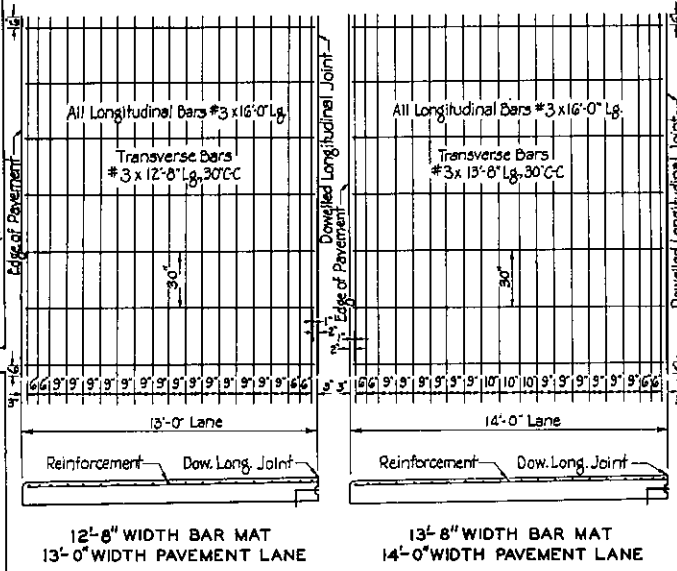 All Longitudinal Bars #3 x 16'-0" Lg.
Transverse Bars
#3 x 12'-8" Lg., 30" C-C
30"
Edge of Pavement
Dowelled Longitudinal Joint
6" 6" 9" 9" 9" 9" 9" 9" 9" 9" 9" 9" 9" 9" 9" 9" 6" 6"
13'-0" Lane
Reinforcement
Dow. Long. Joint
12'-8" WIDTH BAR MAT
13'-0" WIDTH PAVEMENT LANE
All Longitudinal Bars #3 x 16'-0" Lg.
Transverse Bars
#3 x 13'-8" Lg., 30" C-C
30"
Edge of Pavement
Dowelled Longitudinal Joint
6" 6" 9" 9" 9" 9" 9" 9" 10" 10" 10" 9" 9" 9" 9" 9" 9" 6" 6"
14'-0" Lane
Reinforcement
Dow. Long. Joint
13'-8" WIDTH BAR MAT
14'-0" WIDTH PAVEMENT LANE